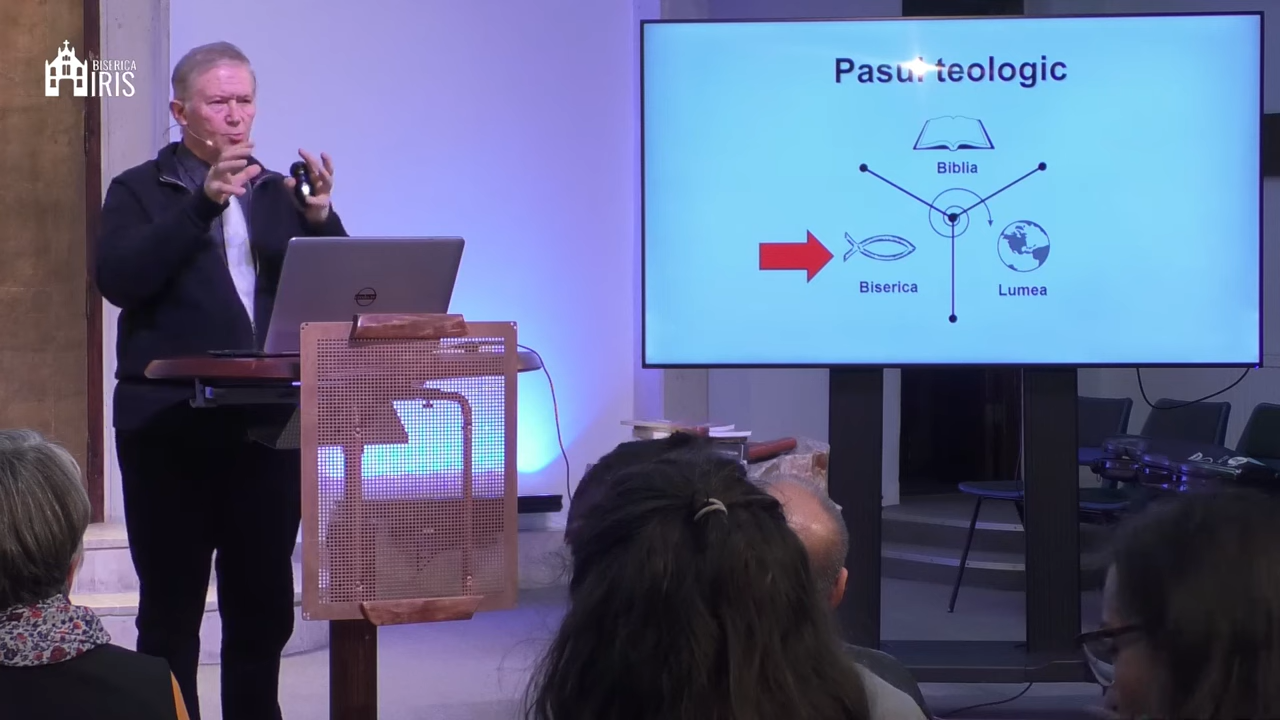 BISERICA
IRIS
Pasul teologic
Biblia
Biserica
Lumea